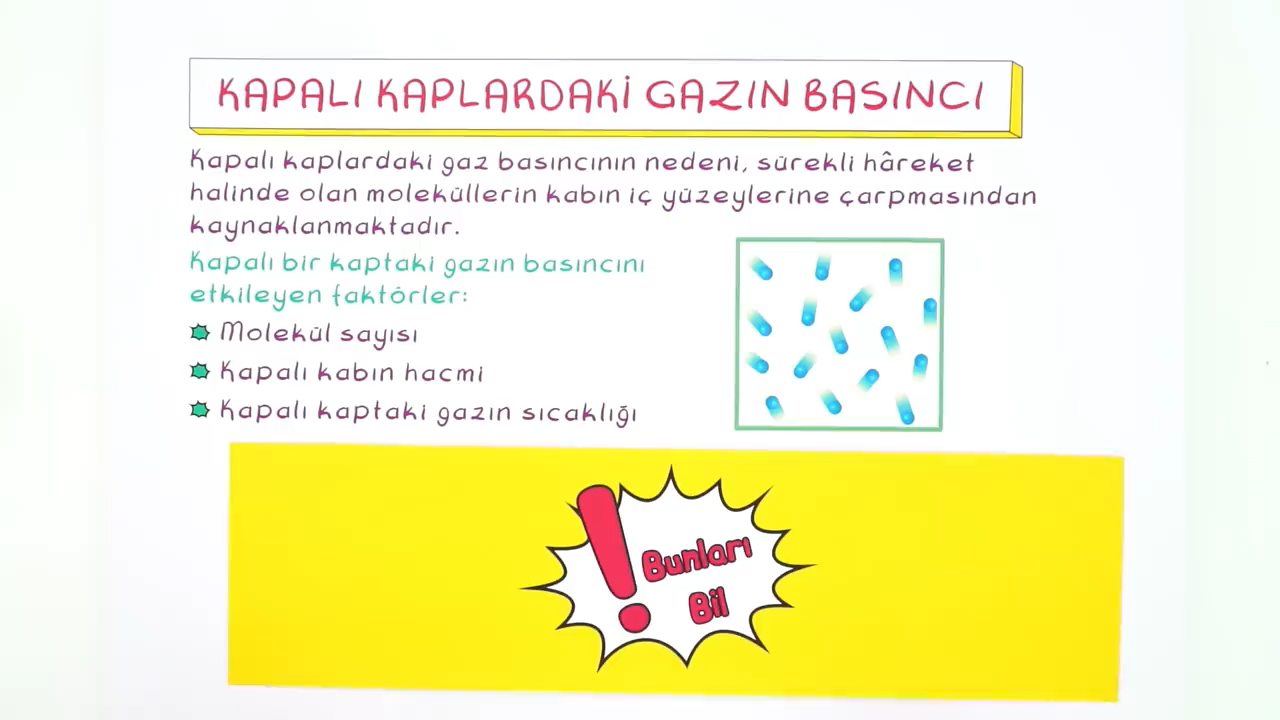 KAPALI KAPLARDAKİ GAZIN BASINCI
Kapalı kaplardaki gaz basıncının nedeni, sürekli hâreket
halinde olan moleküllerin kabın iç yüzeylerine çarpmasından
kaynaklanmaktadır.
Kapalı bir kaptaki gazın basıncını
etkileyen faktörler:
Molekül sayısı
Kapalı kabın hacmi
Kapalı kaptaki gazın sıcaklığı
! Bunları
Bil